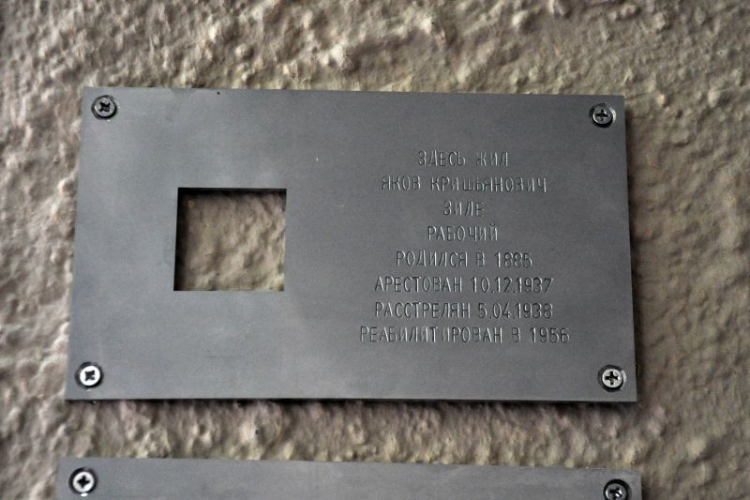 ЗДЕСЬ ЖИЛ
ЯКОВ КРИШЬЯНОВИЧ
ЗИЛЕ
РАБОЧИЙ
РОДИЛСЯ В 1885
АРЕСТОВАН 10.12.1937
РАССТРЕЛЯН 5.04.1938
РЕАБИЛИТИРОВАН В 1956